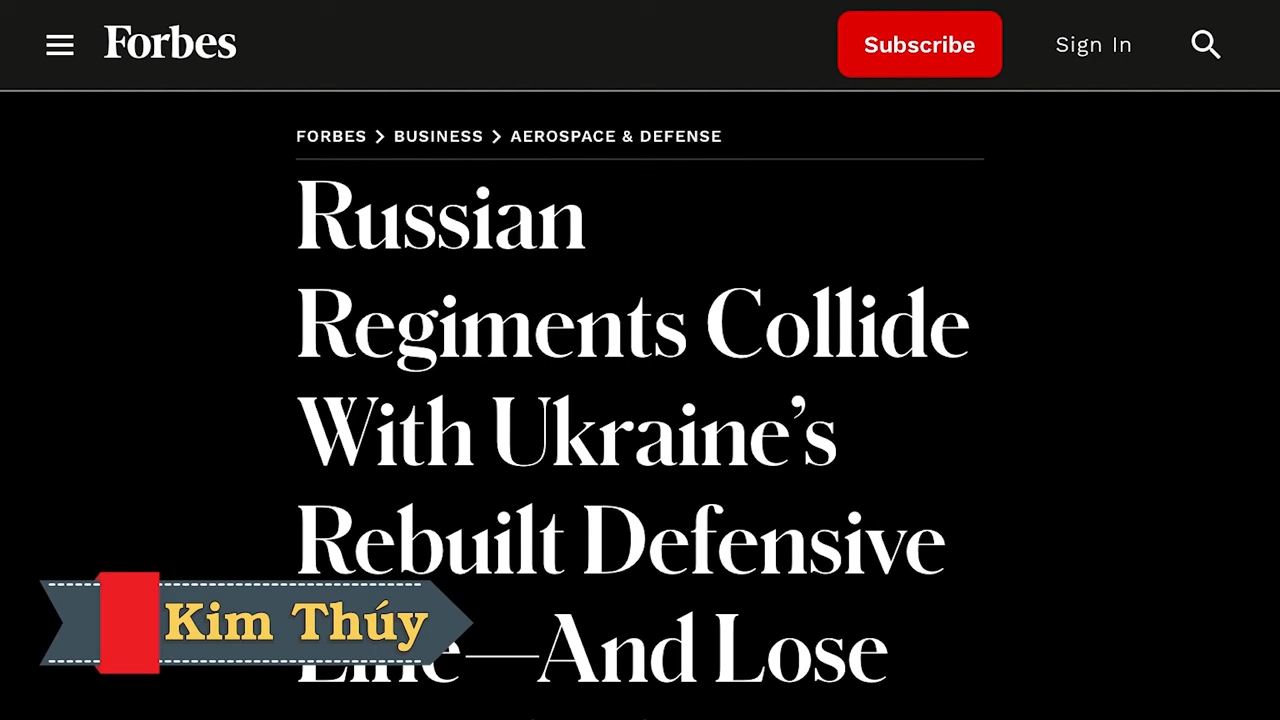 Forbes
Subscribe
Sign In
FORBES > BUSINESS > AEROSPACE & DEFENSE
Russian
Regiments Collide
With Ukraine’s
Rebuilt Defensive
Line—And Lose
Kim Thúy